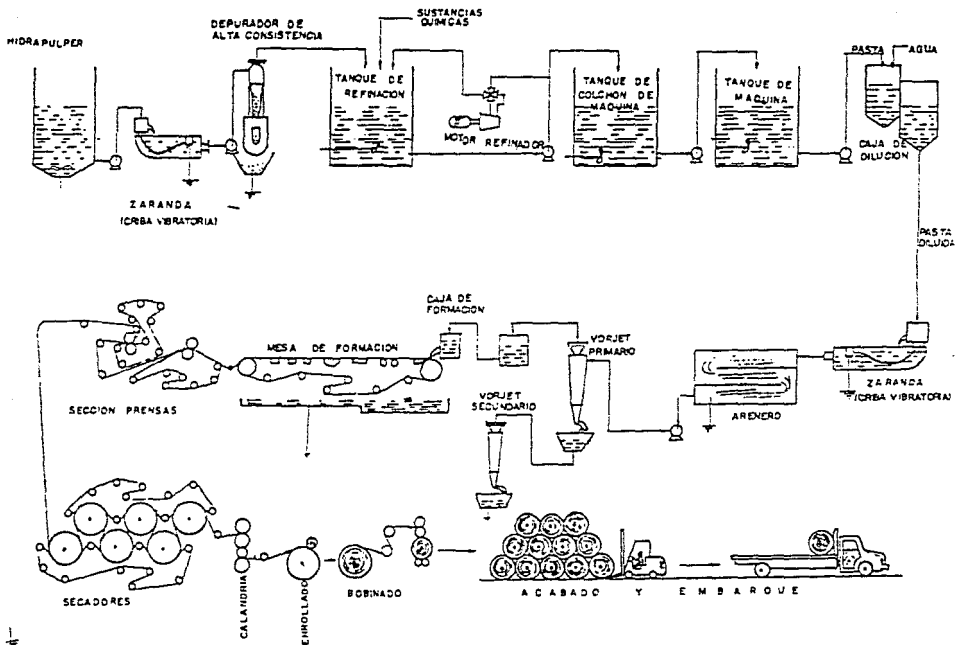 HIDRAPULPER
DEPURADOR DE
ALTA CONSISTENCIA
SUSTANCIAS
QUIMICAS
TANQUE DE
REFINACION
MOTOR REFINADOR
TANQUE DE
COLCHON DE
MAQUINA
TANQUE DE
MAQUINA
PASTA
AGUA
CAJA DE
DILUCION
ZARANDA
(CRIBA VIBRATORIA)
PASTA
DILUIDA
CAJA DE
FORMACION
MESA DE FORMACION
VORJET
PRIMARIO
VORJET
SECUNDARIO
SECCION PRENSAS
ARENERO
ZARANDA
(CRIBA VIBRATORIA)
SECADORES
CALANDRIA
ENROLLADO
BOBINADO
ACABADO Y EMBARQUE